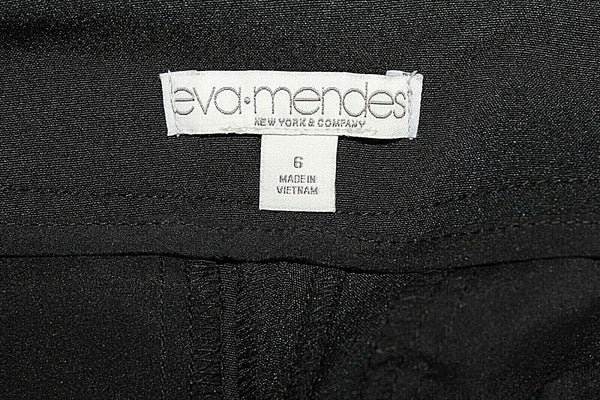 eva·mendes
NEW YORK & COMPANY
6
MADE IN
VIETNAM